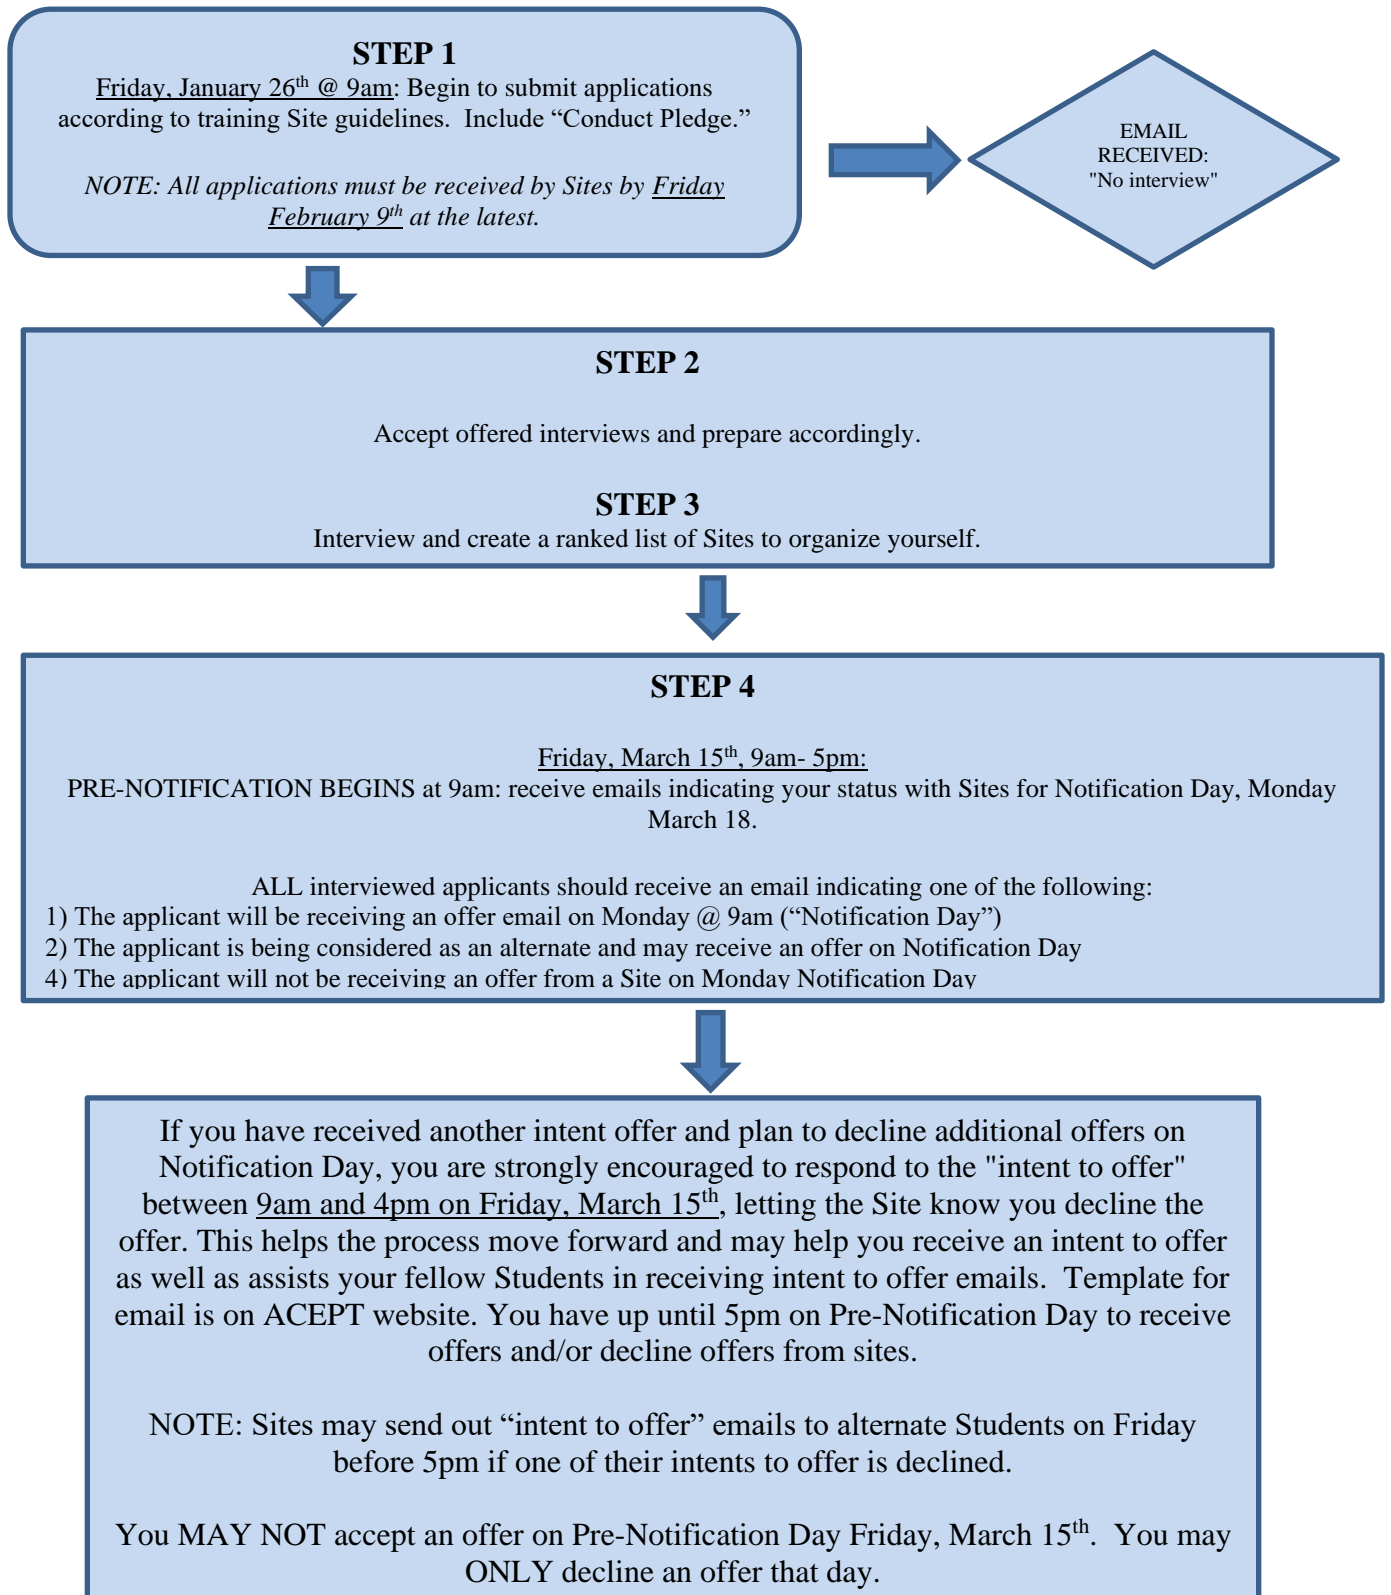 STEP 1
Friday, January 26th @ 9am: Begin to submit applications
according to training Site guidelines.  Include “Conduct Pledge.”
NOTE: All applications must be received by Sites by Friday
February 9th at the latest.
EMAIL
RECEIVED:
"No interview"
STEP 2
Accept offered interviews and prepare accordingly.
STEP 3
Interview and create a ranked list of Sites to organize yourself.
STEP 4
Friday, March 15th, 9am- 5pm:
PRE-NOTIFICATION BEGINS at 9am: receive emails indicating your status with Sites for Notification Day, Monday
March 18.
ALL interviewed applicants should receive an email indicating one of the following:
1) The applicant will be receiving an offer email on Monday @ 9am (“Notification Day”)
2) The applicant is being considered as an alternate and may receive an offer on Notification Day
4) The applicant will not be receiving an offer from a Site on Monday Notification Day
If you have received another intent offer and plan to decline additional offers on
Notification Day, you are strongly encouraged to respond to the "intent to offer"
between 9am and 4pm on Friday, March 15th, letting the Site know you decline the
offer. This helps the process move forward and may help you receive an intent to offer
as well as assists your fellow Students in receiving intent to offer emails.  Template for
email is on ACEPT website. You have up until 5pm on Pre-Notification Day to receive
offers and/or decline offers from sites.
NOTE: Sites may send out “intent to offer” emails to alternate Students on Friday
before 5pm if one of their intents to offer is declined.
You MAY NOT accept an offer on Pre-Notification Day Friday, March 15th.  You may
ONLY decline an offer that day.